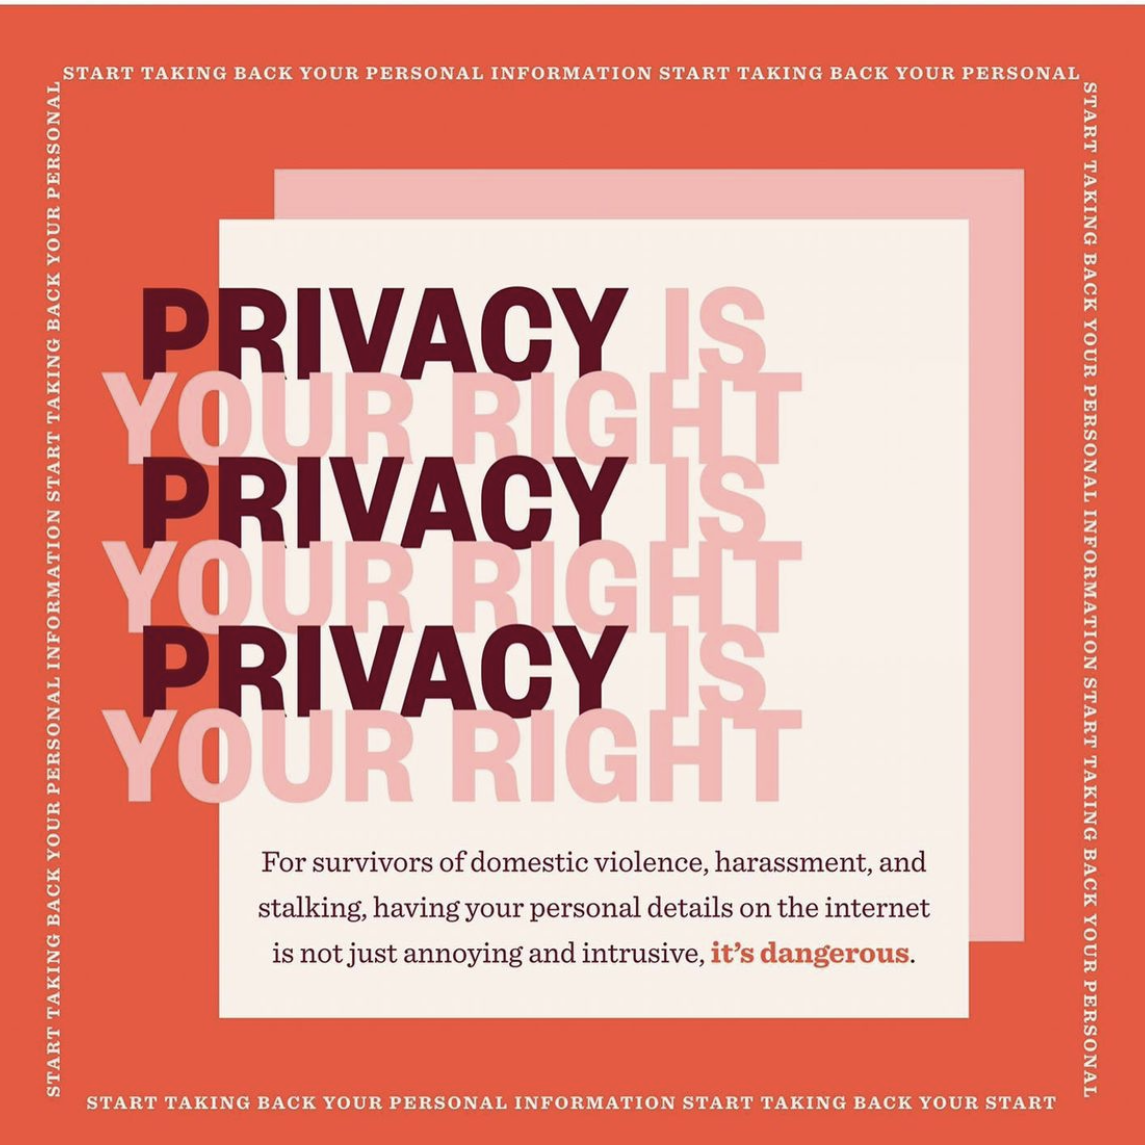 START TAKING BACK YOUR PERSONAL INFORMATION START TAKING BACK YOUR PERSONAL
START TAKING BACK YOUR PERSONAL INFORMATION START TAKING BACK YOUR PERSONAL
PRIVACY IS
YOUR RIGHT
PRIVACY IS
YOUR RIGHT
PRIVACY IS
YOUR RIGHT
For survivors of domestic violence, harassment, and
stalking, having your personal details on the internet
is not just annoying and intrusive, it's dangerous.
START TAKING BACK YOUR PERSONAL INFORMATION START TAKING BACK YOUR PERSONAL
START TAKING BACK YOUR PERSONAL INFORMATION START TAKING BACK YOUR START